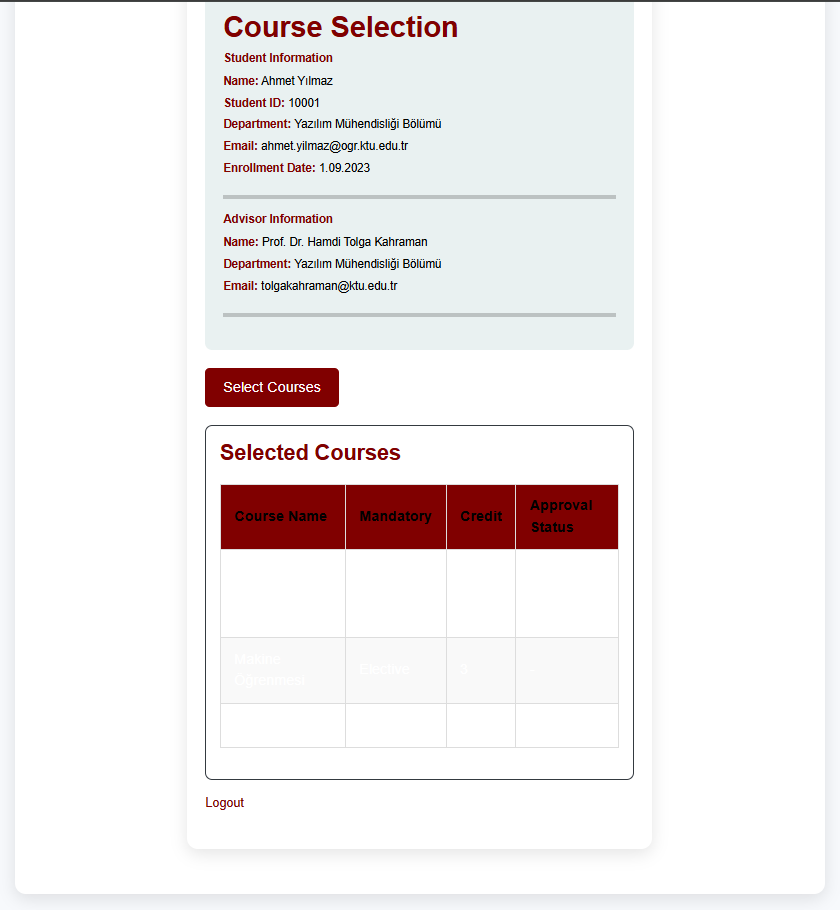 Course Selection
Student Information
Name: Ahmet Yılmaz
Student ID: 10001
Department: Yazılım Mühendisliği Bölümü
Email: ahmet.yilmaz@ogr.ktu.edu.tr
Enrollment Date: 1.09.2023
Advisor Information
Name: Prof. Dr. Hamdi Tolga Kahraman
Department: Yazılım Mühendisliği Bölümü
Email: tolgakahraman@ktu.edu.tr
Select Courses
Selected Courses
Course Name Mandatory Credit Approval
Status
Makine
Öğrenmesi Elective 3
Logout